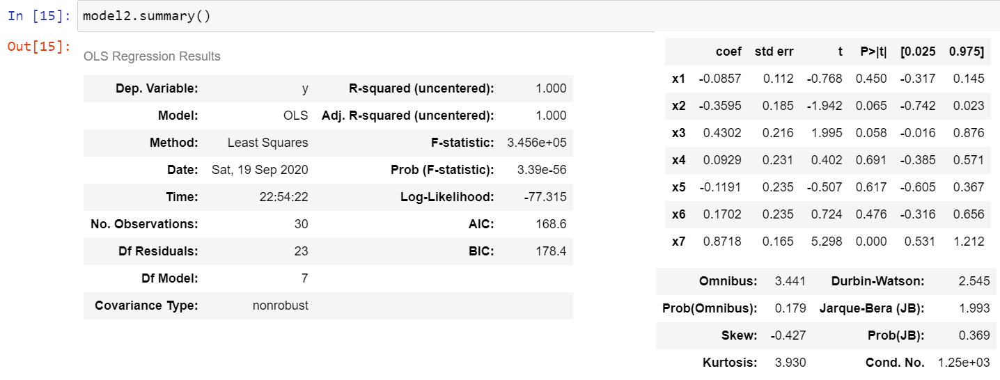 In [15]: model2.summary()
Out[15]:
OLS Regression Results
Dep. Variable: y R-squared (uncentered): 1.000
Model: OLS Adj. R-squared (uncentered): 1.000
Method: Least Squares F-statistic: 3.456e+05
Date: Sat, 19 Sep 2020 Prob (F-statistic): 3.39e-56
Time: 22:54:22 Log-Likelihood: -77.315
No. Observations: 30 AIC: 168.6
Df Residuals: 23 BIC: 178.4
Df Model: 7
Covariance Type: nonrobust
coef std err t P>|t| [0.025 0.975]
x1 -0.0857 0.112 -0.768 0.450 -0.317 0.145
x2 -0.3595 0.185 -1.942 0.065 -0.742 0.023
x3 0.4302 0.216 1.995 0.058 -0.016 0.876
x4 0.0929 0.231 0.402 0.691 -0.385 0.571
x5 -0.1191 0.235 -0.507 0.617 -0.605 0.367
x6 0.1702 0.235 0.724 0.476 -0.316 0.656
x7 0.8718 0.165 5.298 0.000 0.531 1.212
Omnibus: 3.441 Durbin-Watson: 2.545
Prob(Omnibus): 0.179 Jarque-Bera (JB): 1.993
Skew: -0.427 Prob(JB): 0.369
Kurtosis: 3.930 Cond. No. 1.25e+03